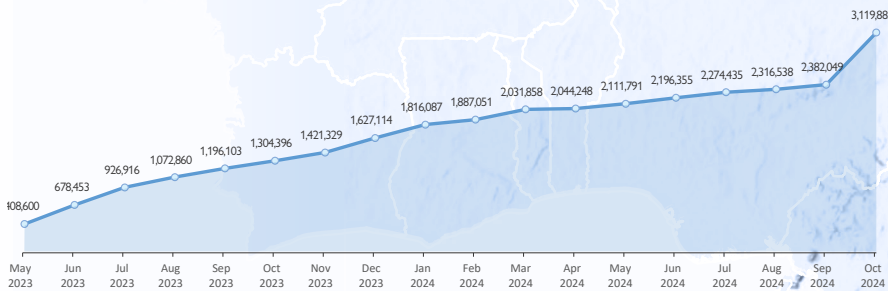 408,600
678,453
926,916
1,072,860
1,196,103
1,304,396
1,421,329
1,627,114
1,816,087
1,887,051
2,031,858
2,044,248
2,111,791
2,196,355
2,274,435
2,316,538
2,382,049
3,119,88
May
2023
Jun
2023
Jul
2023
Aug
2023
Sep
2023
Oct
2023
Nov
2023
Dec
2023
Jan
2024
Feb
2024
Mar
2024
Apr
2024
May
2024
Jun
2024
Jul
2024
Aug
2024
Sep
2024
Oct
2024